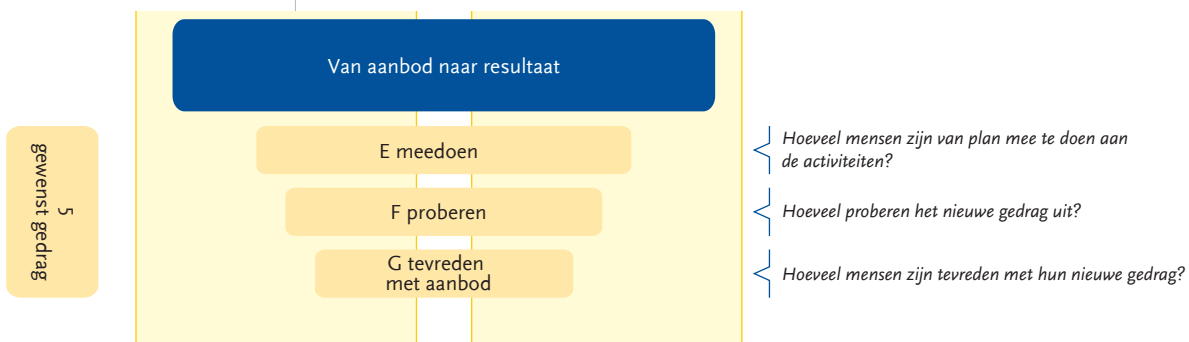 Van aanbod naar resultaat
5
gewenst gedrag
E meedoen
Hoeveel mensen zijn van plan mee te doen aan
de activiteiten?
F proberen
Hoeveel proberen het nieuwe gedrag uit?
G tevreden
met aanbod
Hoeveel mensen zijn tevreden met hun nieuwe gedrag?